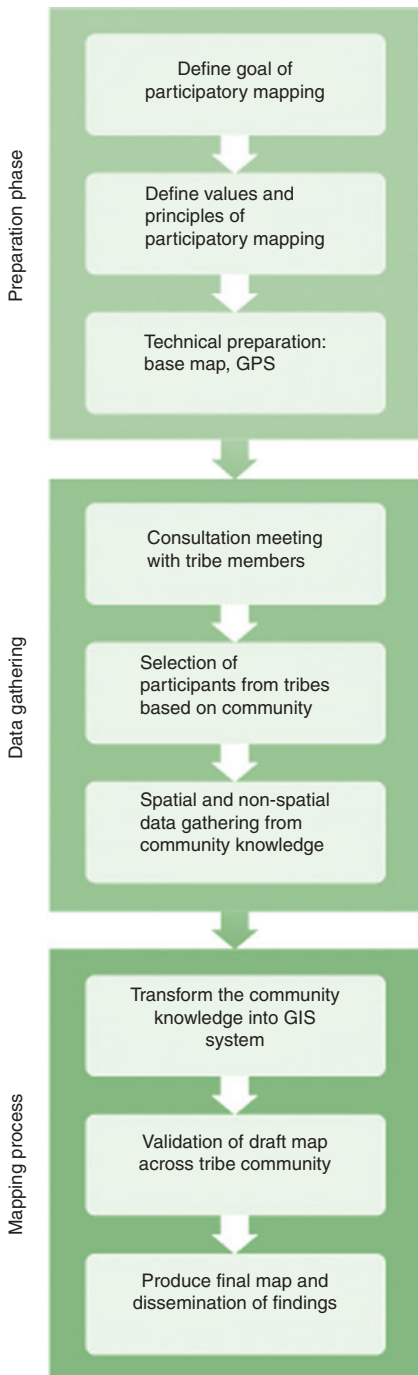 Preparation phase
Define goal of
participatory mapping
Define values and
principles of
participatory mapping
Technical preparation:
base map, GPS
Data gathering
Consultation meeting
with tribe members
Selection of
participants from tribes
based on community
Spatial and non-spatial
data gathering from
community knowledge
Mapping process
Transform the community
knowledge into GIS
system
Validation of draft map
across tribe community
Produce final map and
dissemination of findings